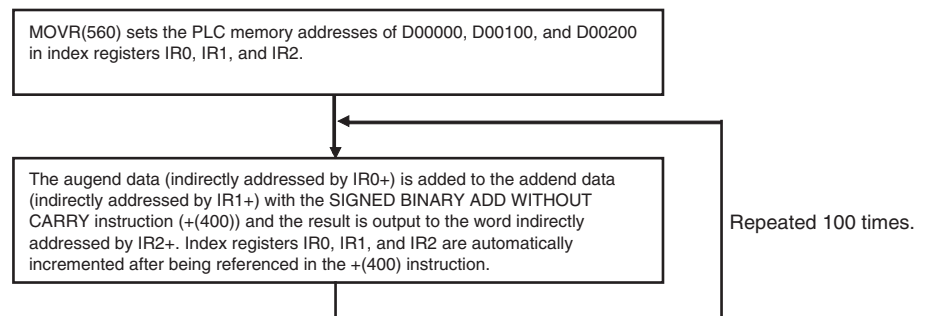 MOVR(560) sets the PLC memory addresses of D00000, D00100, and D00200
in index registers IR0, IR1, and IR2.
The augend data (indirectly addressed by IR0+) is added to the addend data
(indirectly addressed by IR1+) with the SIGNED BINARY ADD WITHOUT
CARRY instruction (+(400)) and the result is output to the word indirectly
addressed by IR2+. Index registers IR0, IR1, and IR2 are automatically
incremented after being referenced in the +(400) instruction.
Repeated 100 times.